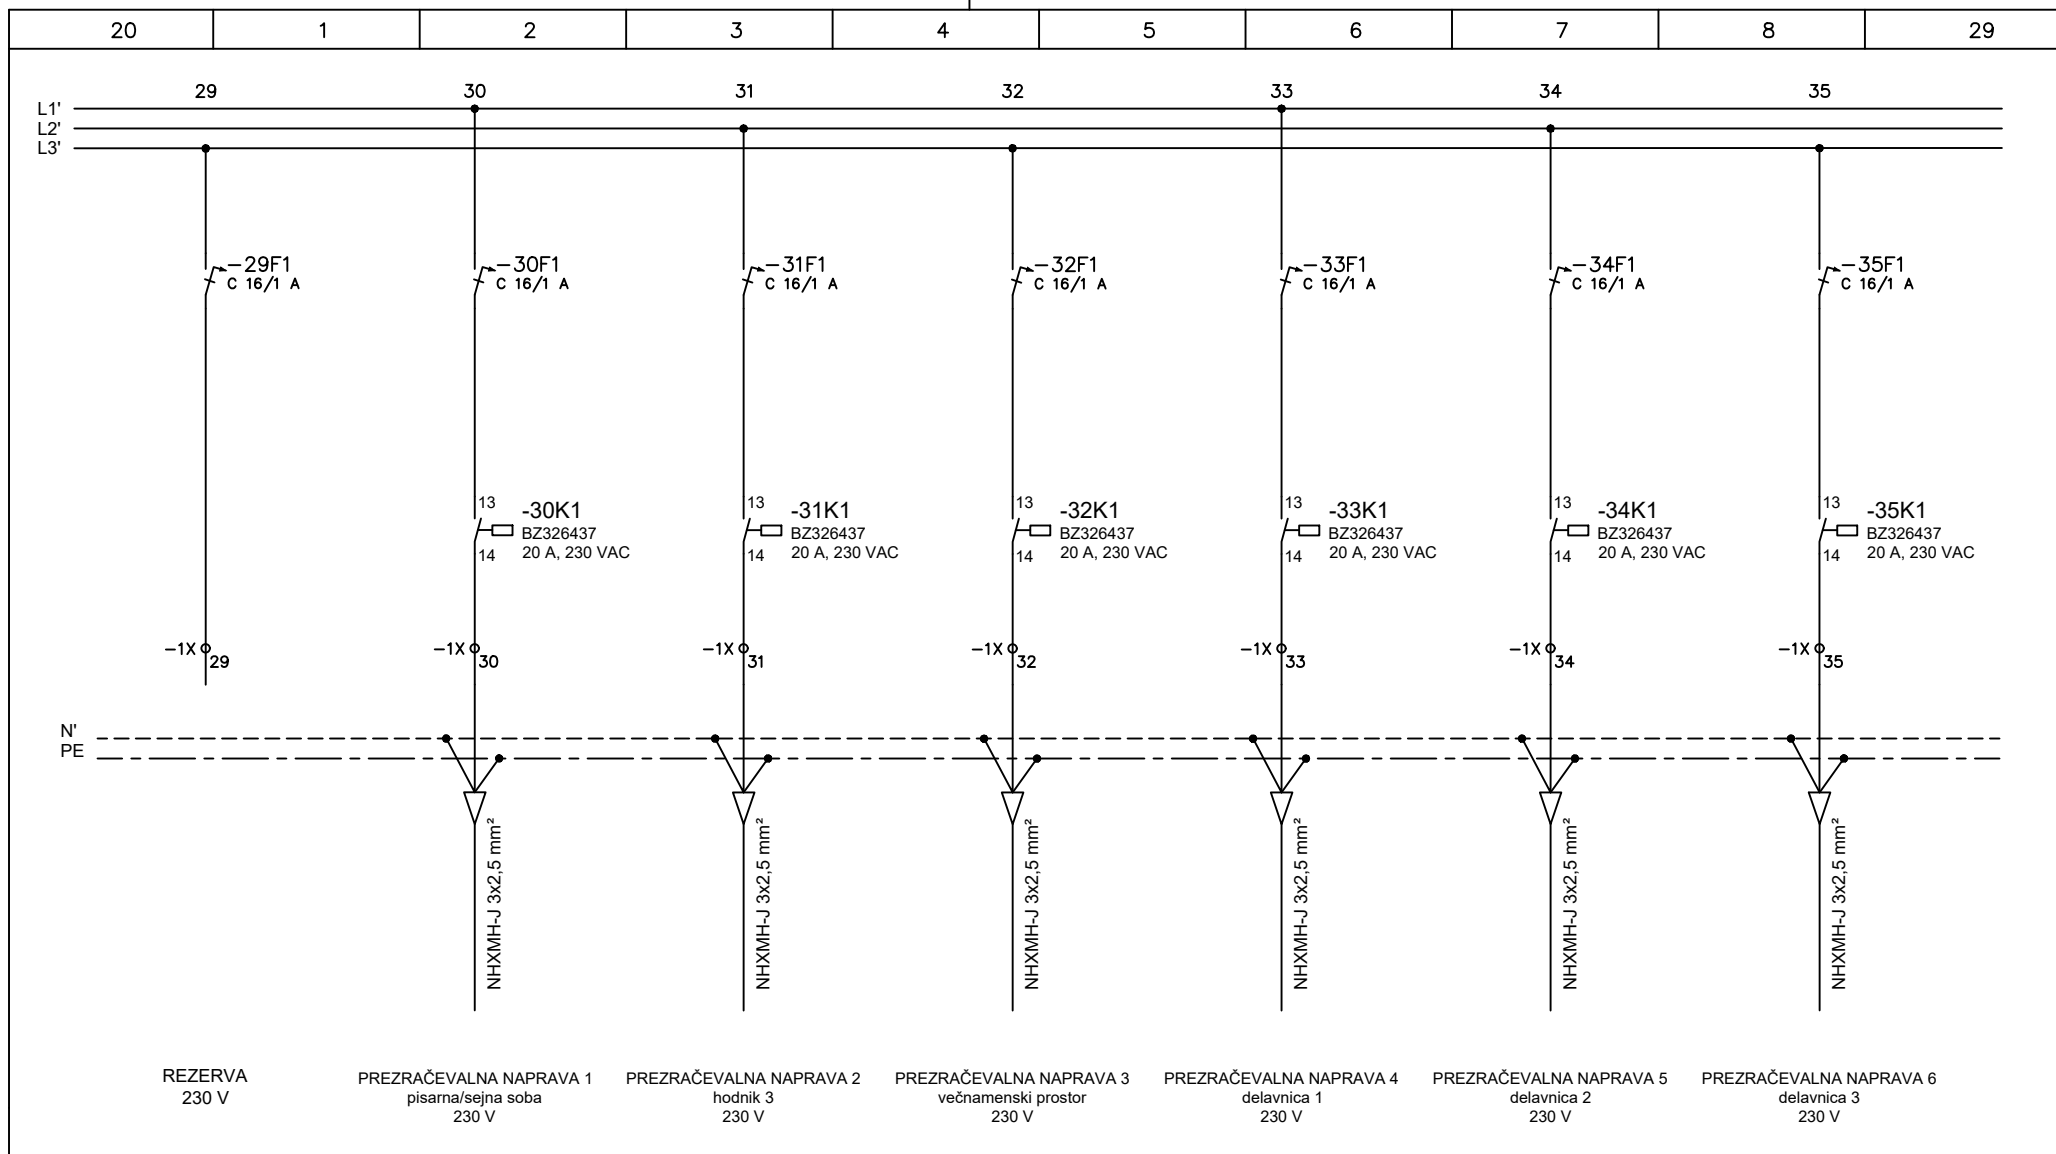 20 1 2 3 4 5 6 7 8 29
29 30 31 32 33 34 35
L1'
L2'
L3'
-29F1 -30F1 -31F1 -32F1 -33F1 -34F1 -35F1
C 16/1 A C 16/1 A C 16/1 A C 16/1 A C 16/1 A C 16/1 A C 16/1 A
13 13 13 13 13 13
-30K1 -31K1 -32K1 -33K1 -34K1 -35K1
BZ326437 BZ326437 BZ326437 BZ326437 BZ326437 BZ326437
14 20 A, 230 VAC 14 20 A, 230 VAC 14 20 A, 230 VAC 14 20 A, 230 VAC 14 20 A, 230 VAC 14 20 A, 230 VAC
-1X -1X -1X -1X -1X -1X -1X
29 30 31 32 33 34 35
N'
PE
NHXMH-J 3x2,5 mm²
NHXMH-J 3x2,5 mm²
NHXMH-J 3x2,5 mm²
NHXMH-J 3x2,5 mm²
NHXMH-J 3x2,5 mm²
NHXMH-J 3x2,5 mm²
REZERVA
230 V
PREZRAČEVALNA NAPRAVA 1
pisarna/sejna soba
230 V
PREZRAČEVALNA NAPRAVA 2
hodnik 3
230 V
PREZRAČEVALNA NAPRAVA 3
večnamenski prostor
230 V
PREZRAČEVALNA NAPRAVA 4
delavnica 1
230 V
PREZRAČEVALNA NAPRAVA 5
delavnica 2
230 V
PREZRAČEVALNA NAPRAVA 6
delavnica 3
230 V